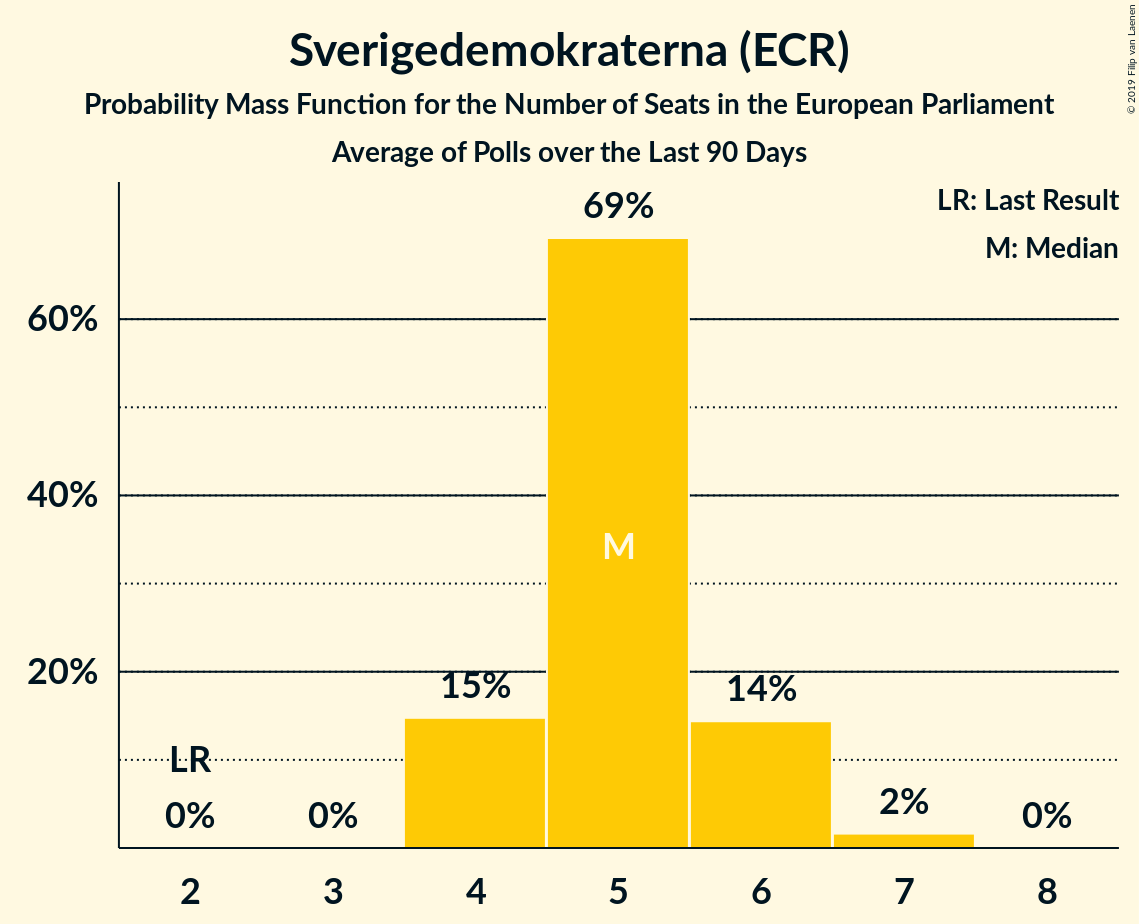 Sverigedemokraterna (ECR)
Probability Mass Function for the Number of Seats in the European Parliament
Average of Polls over the Last 90 Days
© 2019 Filip van Laenen
LR: Last Result
M: Median
69%
60%
40%
M
20%
15%
14%
LR
0%
0%
2%
0%
2
3
4
5
6
7
8